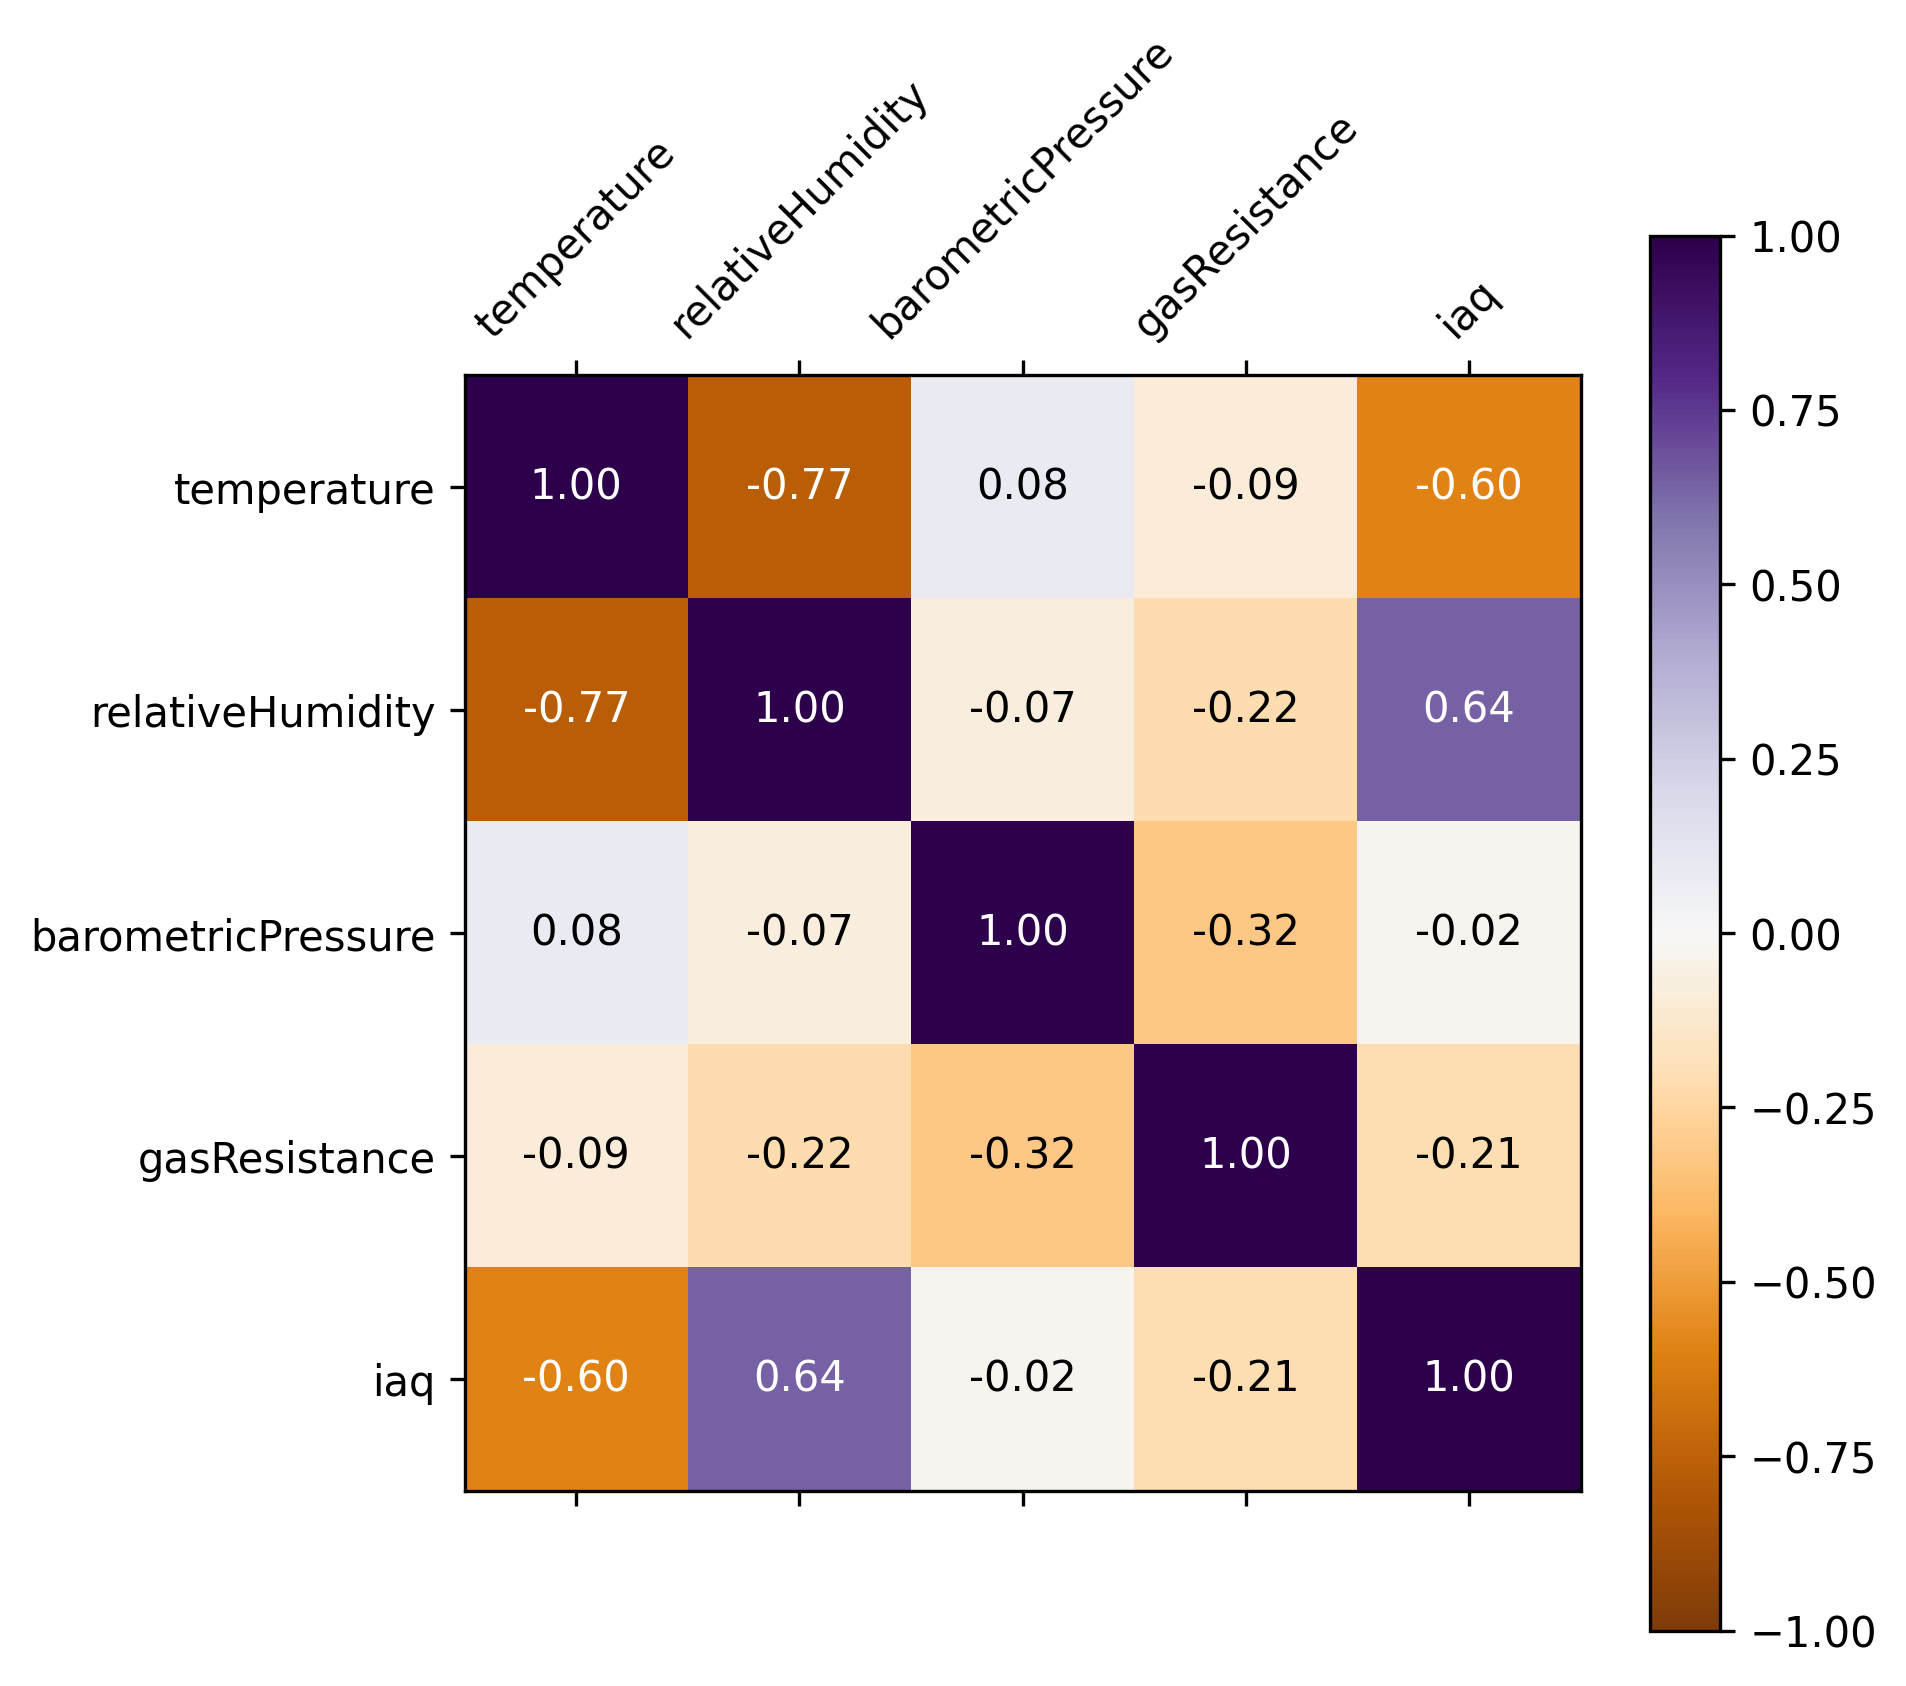 temperature
relativeHumidity
barometricPressure
gasResistance
iaq
temperature 1.00 -0.77 0.08 -0.09 -0.60
relativeHumidity -0.77 1.00 -0.07 -0.22 0.64
barometricPressure 0.08 -0.07 1.00 -0.32 -0.02
gasResistance -0.09 -0.22 -0.32 1.00 -0.21
iaq -0.60 0.64 -0.02 -0.21 1.00
1.00
0.75
0.50
0.25
0.00
−0.25
−0.50
−0.75
−1.00